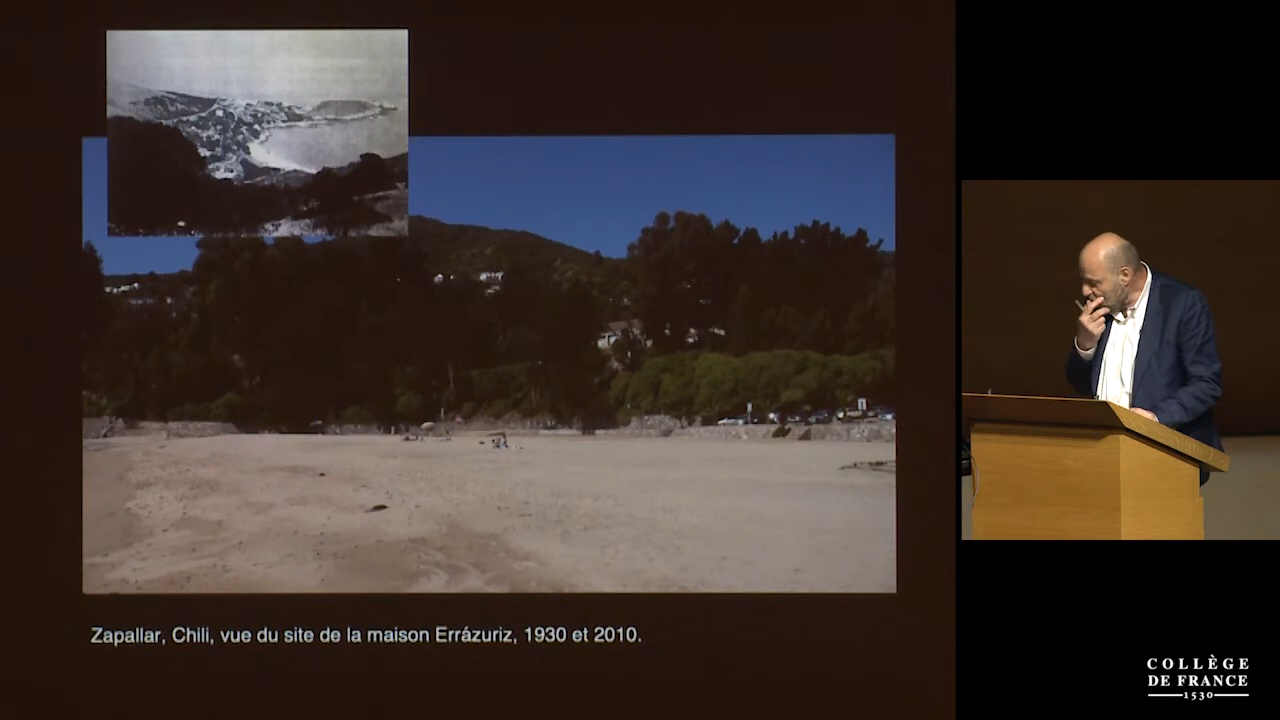 Zapallar, Chili, vue du site de la maison Errázuriz, 1930 et 2010.
COLLÈGE
DE FRANCE
1530